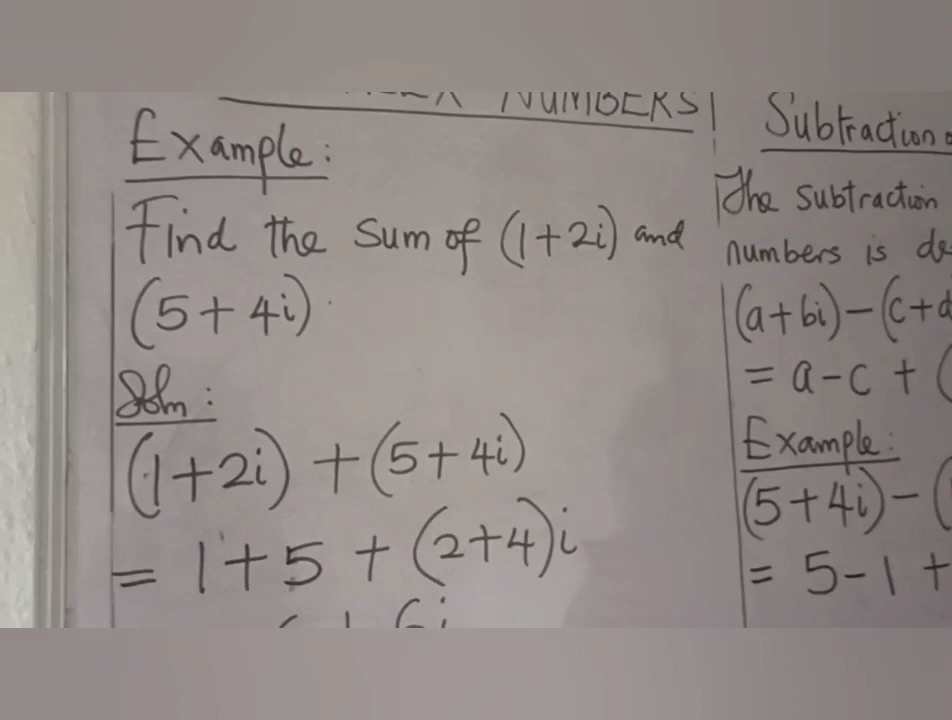 NUMBERS
Example:
Find the sum of (1+2i) and
(5+4i).
Soln:
(1+2i) + (5+4i)
= 1+5 + (2+4)i
Subtraction
The subtraction
numbers is de
(a+bi)-(c+d
= a-c + (
Example:
(5+4i)-(
= 5-1 +